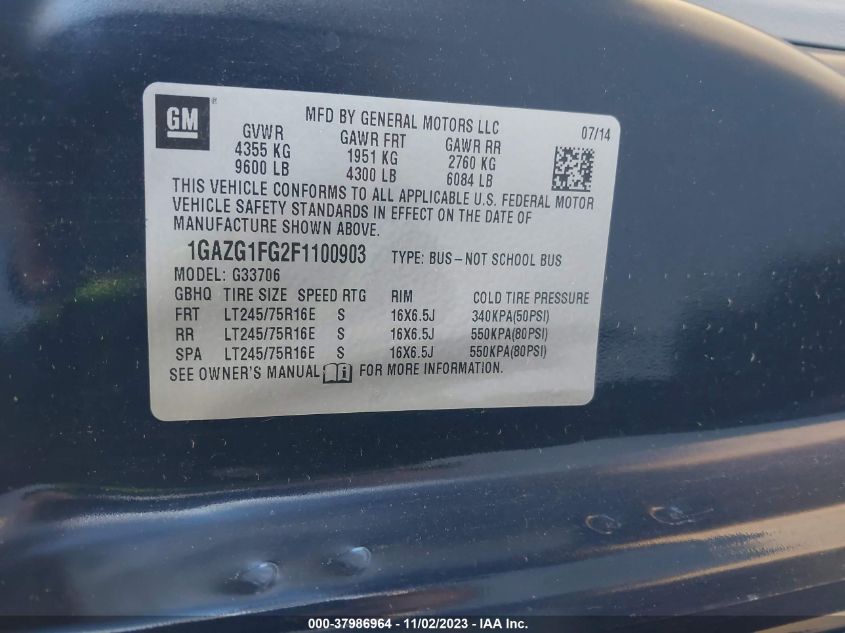 GM®
MFD BY GENERAL MOTORS LLC
07/14
GVWR GAWR FRT GAWR RR
4355 KG 1951 KG 2760 KG
9600 LB 4300 LB 6084 LB
THIS VEHICLE CONFORMS TO ALL APPLICABLE U.S. FEDERAL MOTOR
VEHICLE SAFETY STANDARDS IN EFFECT ON THE DATE OF
MANUFACTURE SHOWN ABOVE.
1GAZG1FG2F1100903 TYPE: BUS-NOT SCHOOL BUS
MODEL: G33706
GBHQ TIRE SIZE SPEED RTG RIM COLD TIRE PRESSURE
FRT LT245/75R16E S 16X6.5J 340KPA(50PSI)
RR LT245/75R16E S 16X6.5J 550KPA(80PSI)
SPA LT245/75R16E S 16X6.5J 550KPA(80PSI)
SEE OWNER'S MANUAL FOR MORE INFORMATION.
000-37986964 - 11/02/2023 - IAAI.com